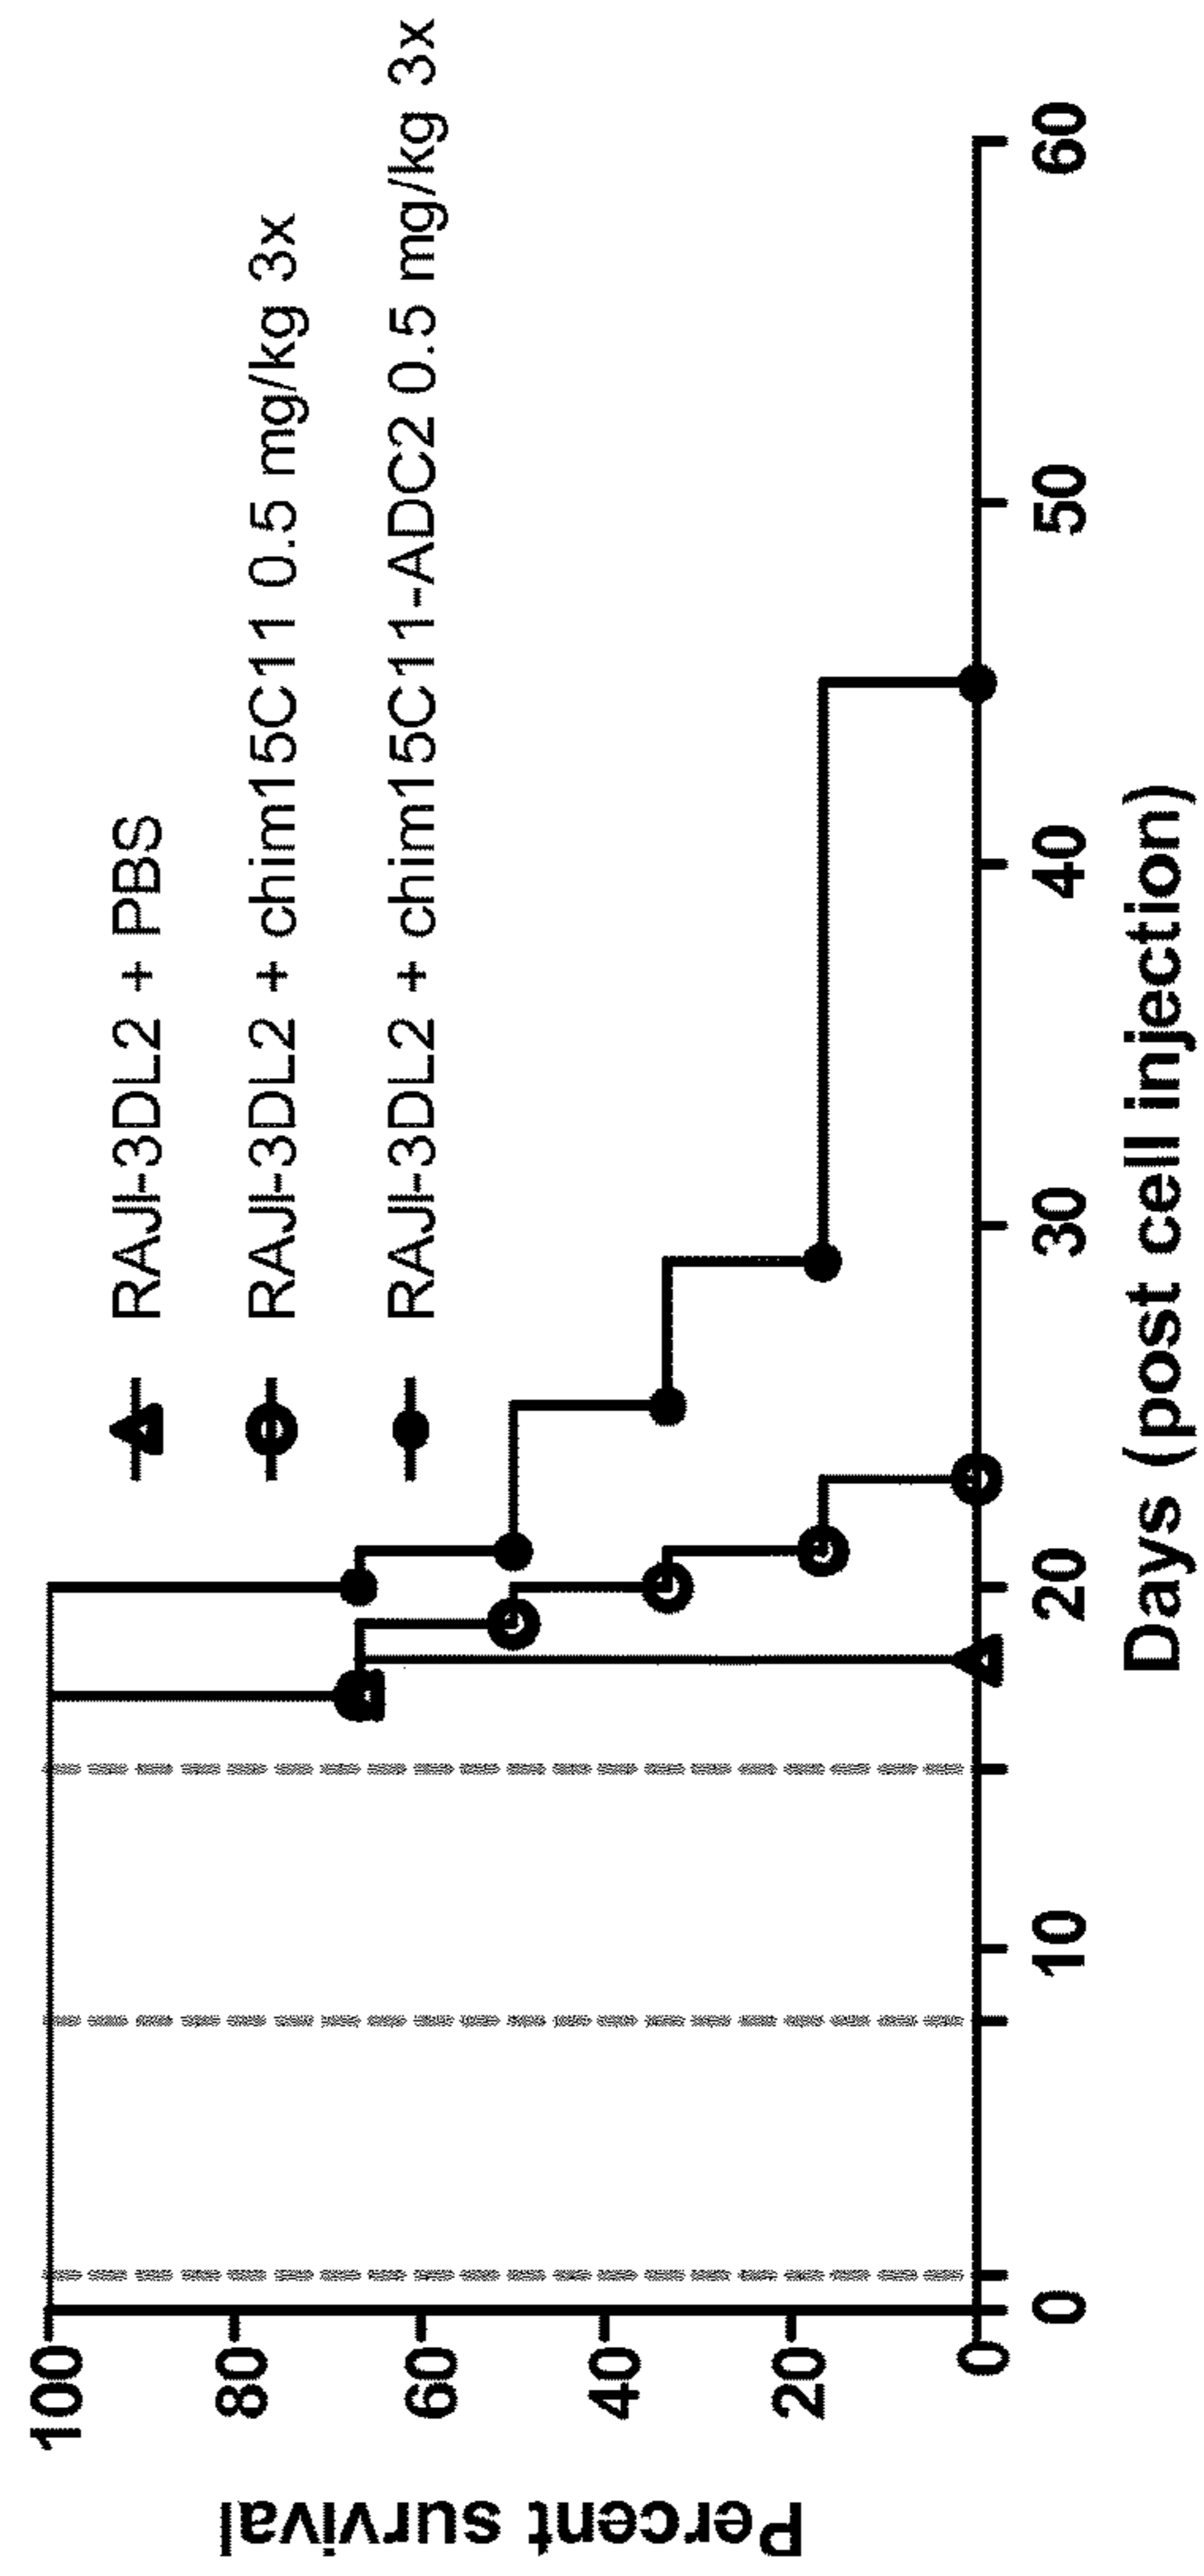 RAJI-3DL2 + PBS
RAJI-3DL2 + chim15C11 0.5 mg/kg 3x
RAJI-3DL2 + chim15C11-ADC2 0.5 mg/kg 3x
Percent survival
100
80
60
40
20
0
0
10
20
30
40
50
60
Days (post cell injection)